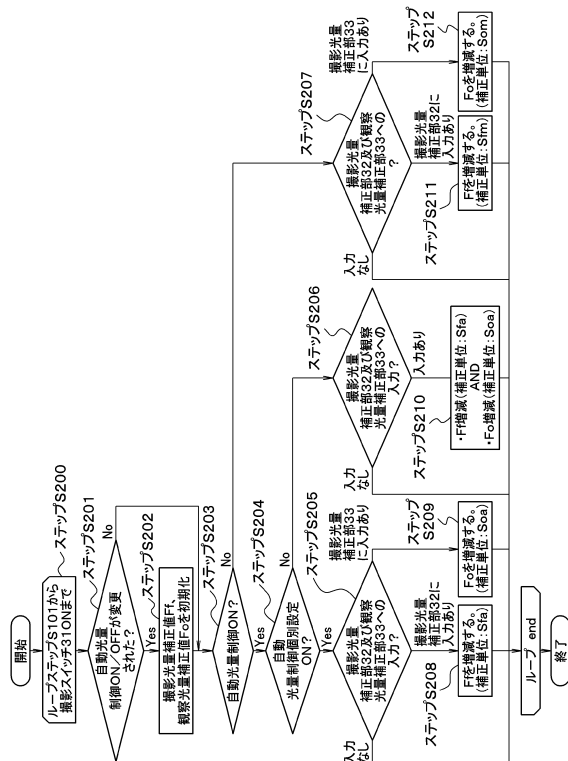 開始
ステップS200
ループステップS101から
撮影スイッチ31ONまで
ステップS201
自動光量
制御ON/OFFが変更
された?
No
Yes
ステップS202
撮影光量補正値Ff、
観察光量補正値Foを初期化
ステップS203
自動光量制御ON?
No
Yes
ステップS204
自動
光量制御個別設定
ON?
No
Yes
ステップS205
撮影光量
補正部32及び観察
光量補正部33への
入力?
入力
なし
撮影光量
補正部32に
入力あり
撮影光量
補正部33
に入力あり
ステップS208
Ffを増減する。
(補正単位:Sfa)
ステップ
S209
Foを増減する。
(補正単位:Soa)
ステップS206
撮影光量
補正部32及び観察
光量補正部33への
入力?
入力
なし
入力あり
ステップS210
・Ff増減(補正単位:Sfa)
AND
・Fo増減(補正単位:Soa)
ステップS207
撮影光量
補正部32及び観察
光量補正部33への
?
入力
なし
撮影光量
補正部32に
入力あり
撮影光量
補正部33
に入力あり
ステップS211
Ffを増減する。
(補正単位:Sfm)
ステップ
S212
Foを増減する。
(補正単位:Som)
ループ end
終了